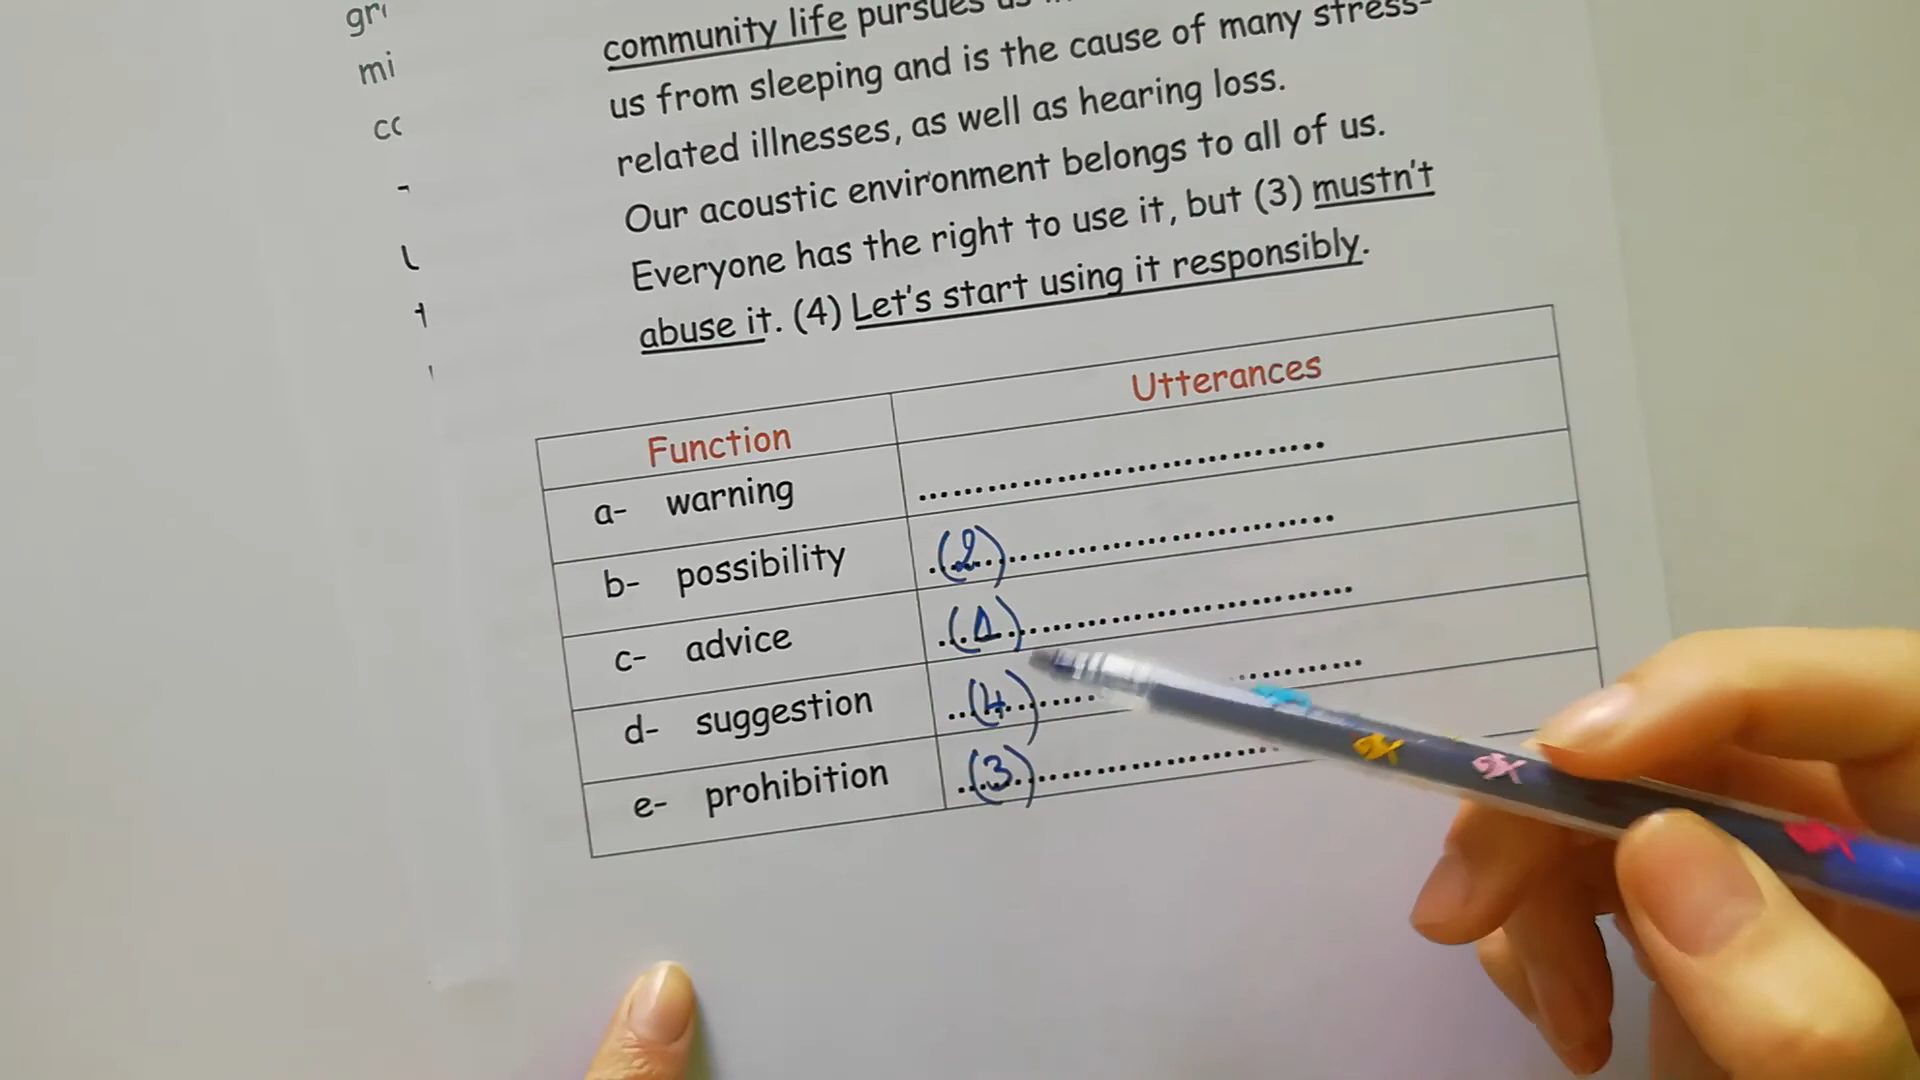 community life pursues
us from sleeping and is the cause of many stress-
related illnesses, as well as hearing loss.
Our acoustic environment belongs to all of us.
Everyone has the right to use it, but (3) mustn't
abuse it. (4) Let's start using it responsibly.
Function Utterances
a- warning ........................................
b- possibility (2)
c- advice (1)
d- suggestion (4)
e- prohibition (3)